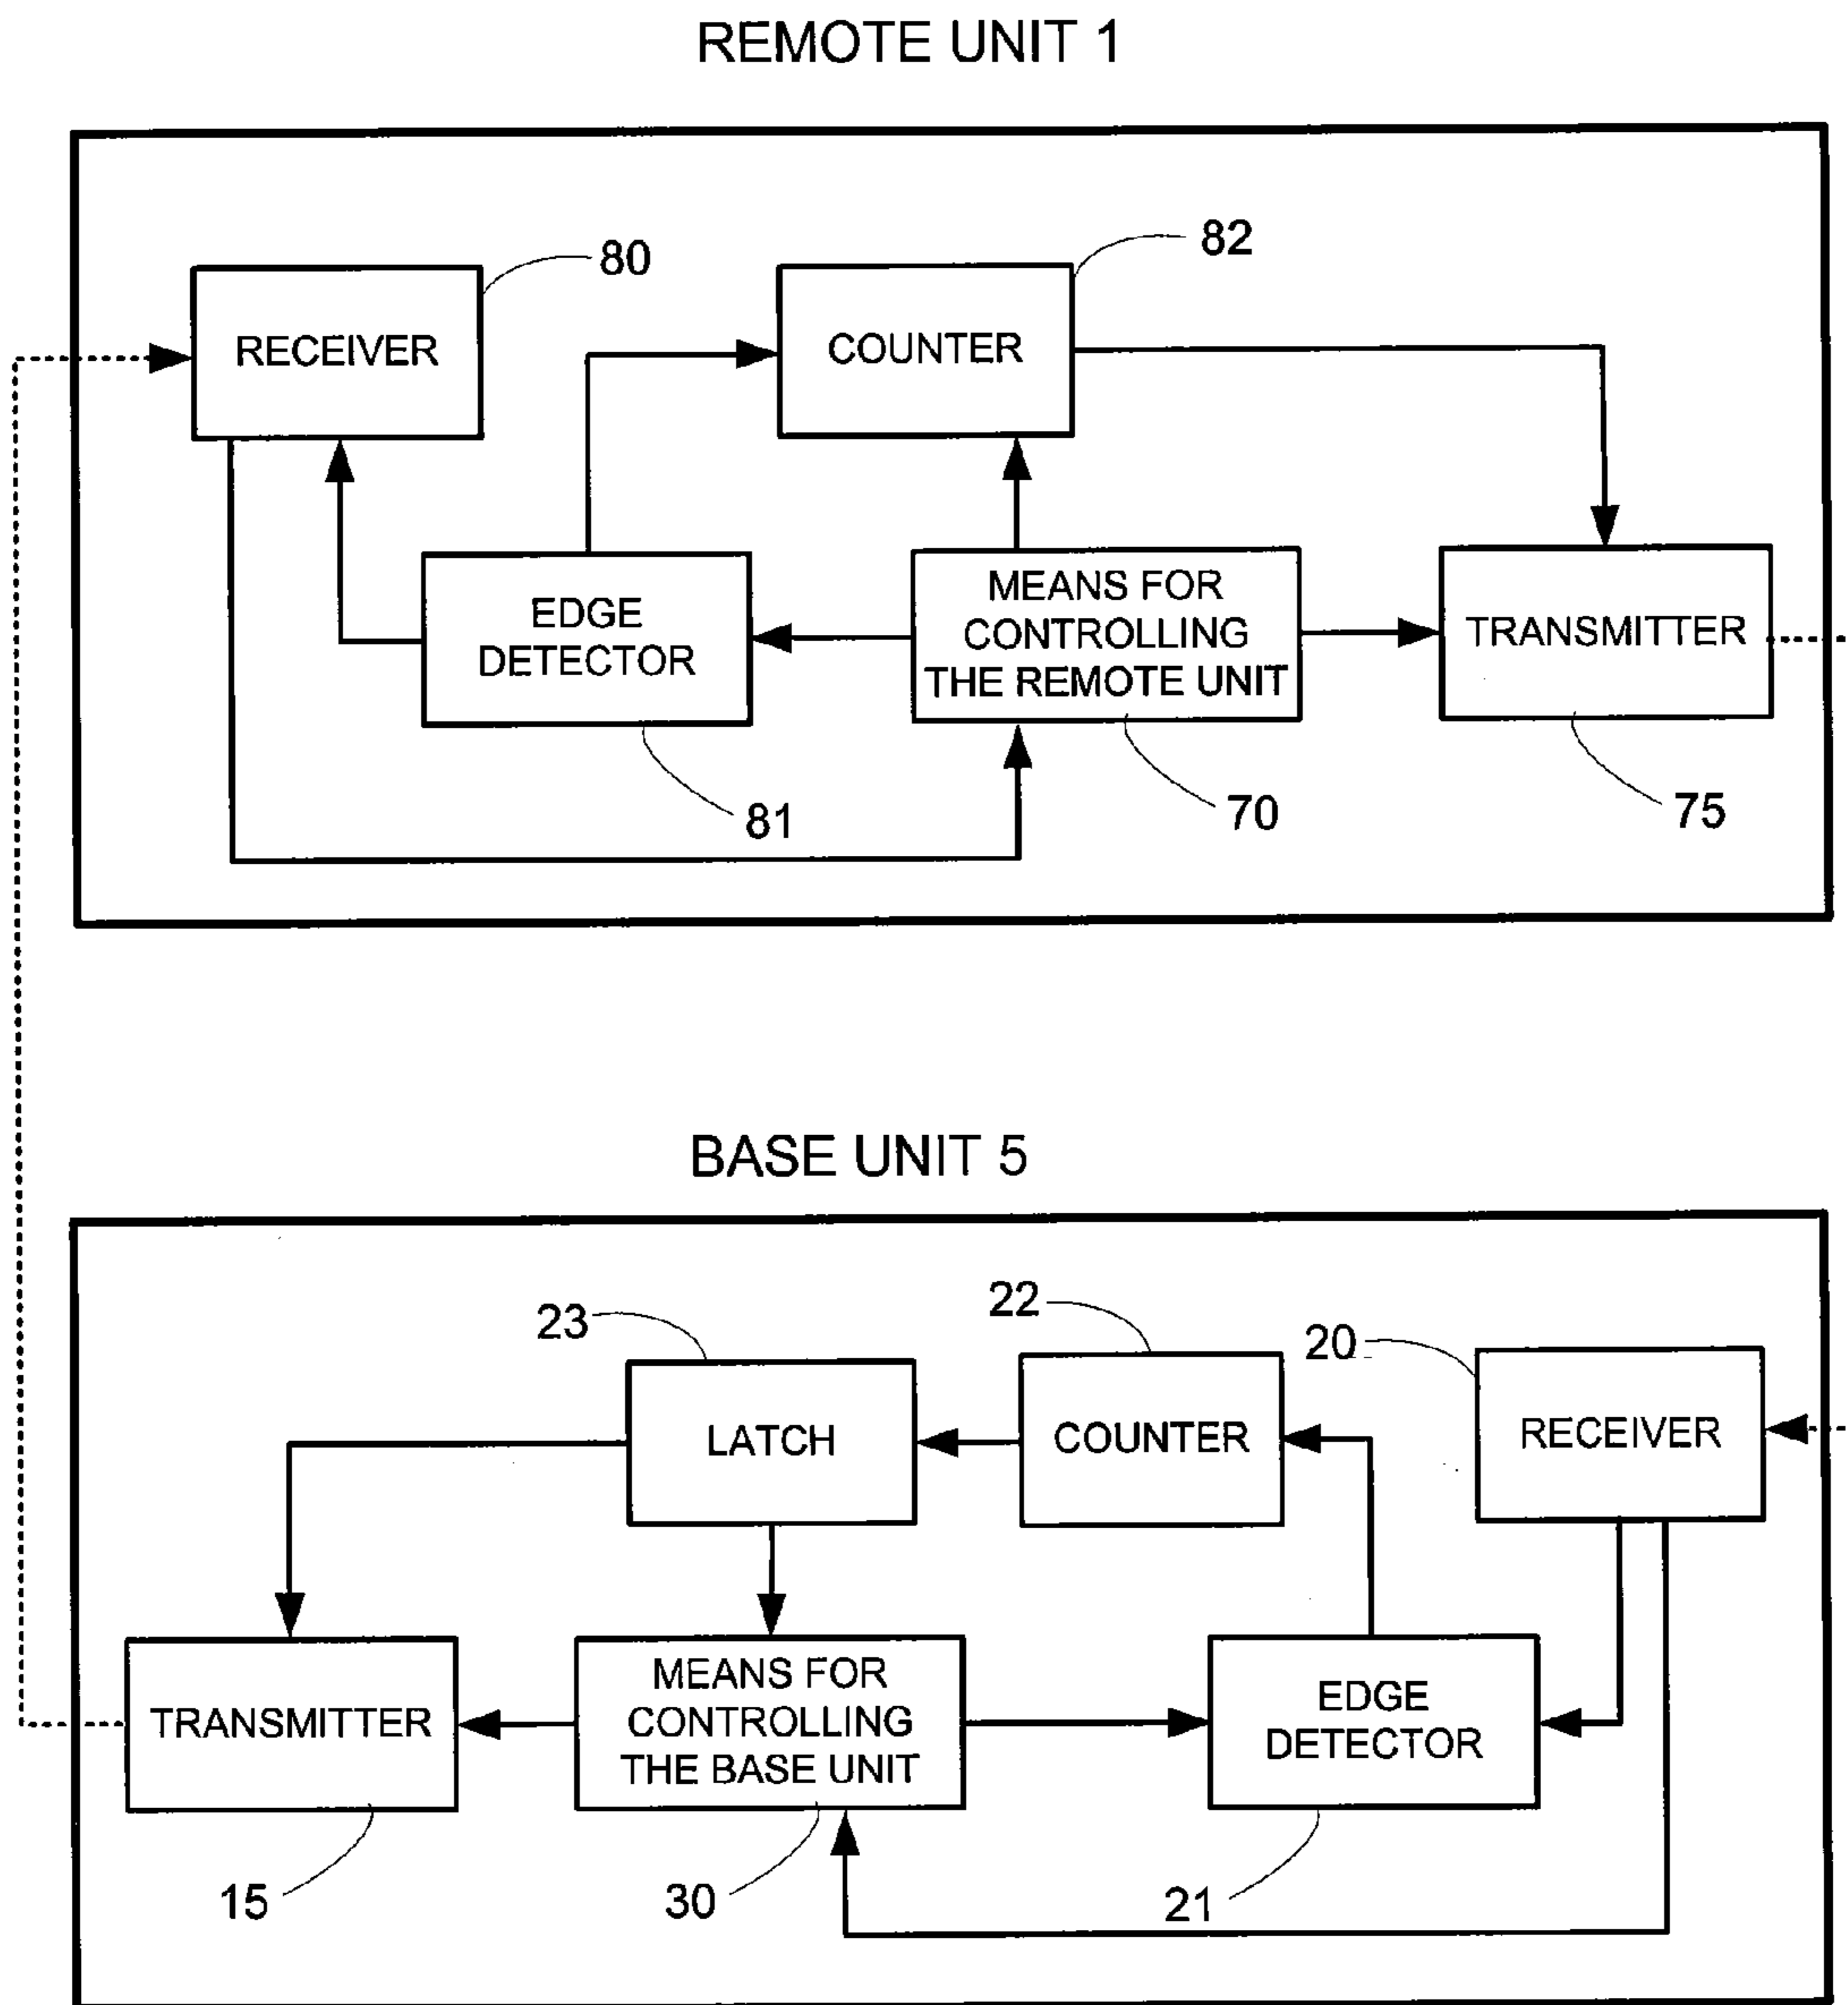 REMOTE UNIT 1
80
82
RECEIVER
COUNTER
EDGE
DETECTOR
MEANS FOR
CONTROLLING
THE REMOTE UNIT
TRANSMITTER
81
70
75
BASE UNIT 5
23
22
20
LATCH
COUNTER
RECEIVER
TRANSMITTER
MEANS FOR
CONTROLLING
THE BASE UNIT
EDGE
DETECTOR
15
30
21